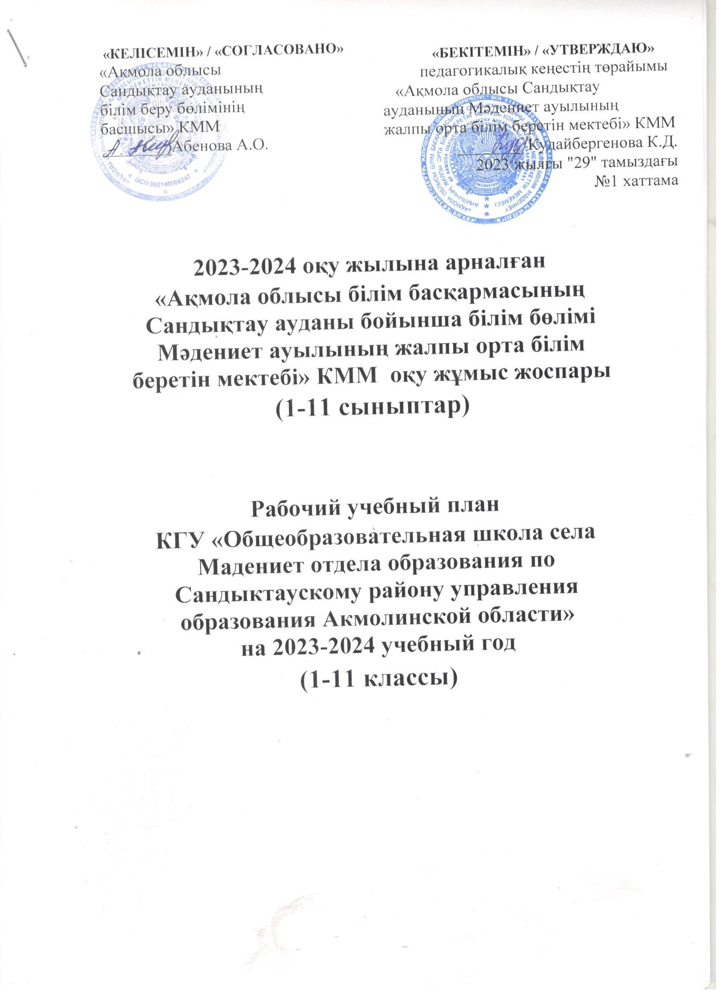 «КЕЛІСЕМІН» / «СОГЛАСОВАНО»
«Ақмола облысы
Сандықтау ауданының
білім беру бөлімінің
басшысы» КММ
Абенова А.О.
БСН 060140008247
«БЕКІТЕМІН» / «УТВЕРЖДАЮ»
педагогикалық кеңестің төрайымы
«Ақмола облысы Сандықтау
ауданының Мәдениет ауылының
жалпы орта білім беретін мектебі» КММ
Кудайбергенова К.Д.
2023 жылғы "29" тамыздағы
№1 хаттама
QAZAQSTAN
2023-2024 оқу жылына арналған
«Ақмола облысы білім басқармасының
Сандықтау ауданы бойынша білім бөлімі
Мәдениет ауылының жалпы орта білім
беретін мектебі» КММ оқу жұмыс жоспары
(1-11 сыныптар)
Рабочий учебный план
КГУ «Общеобразовательная школа села
Мадениет отдела образования по
Сандыктаускому району управления
образования Акмолинской области»
на 2023-2024 учебный год
(1-11 классы)